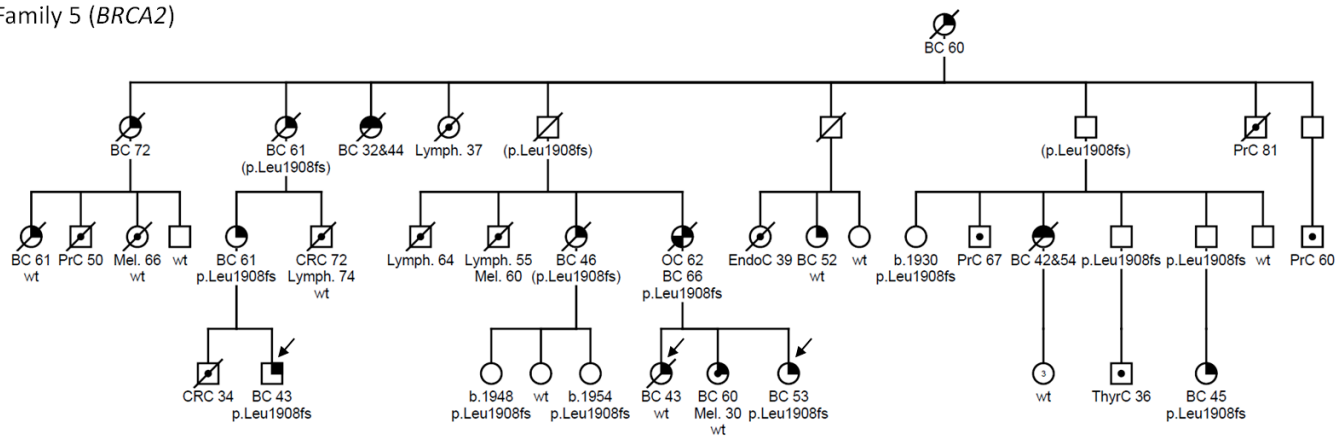 Family 5 (BRCA2)
BC 60
BC 72
BC 61
(p.Leu1908fs)
BC 32&44
Lymph. 37
(p.Leu1908fs)
(p.Leu1908fs)
PrC 81
BC 61
wt
PrC 50
Mel. 66
wt
wt
BC 61
p.Leu1908fs
CRC 72
Lymph. 74
wt
Lymph. 64
Lymph. 55
Mel. 60
BC 46
(p.Leu1908fs)
OC 62
BC 66
p.Leu1908fs
EndoC 39
BC 52
wt
wt
b.1930
p.Leu1908fs
PrC 67
BC 42&54
p.Leu1908fs
p.Leu1908fs
wt
PrC 60
CRC 34
BC 43
p.Leu1908fs
b.1948
p.Leu1908fs
wt
b.1954
p.Leu1908fs
BC 43
wt
BC 60
Mel. 30
wt
BC 53
p.Leu1908fs
3
wt
ThyrC 36
BC 45
p.Leu1908fs